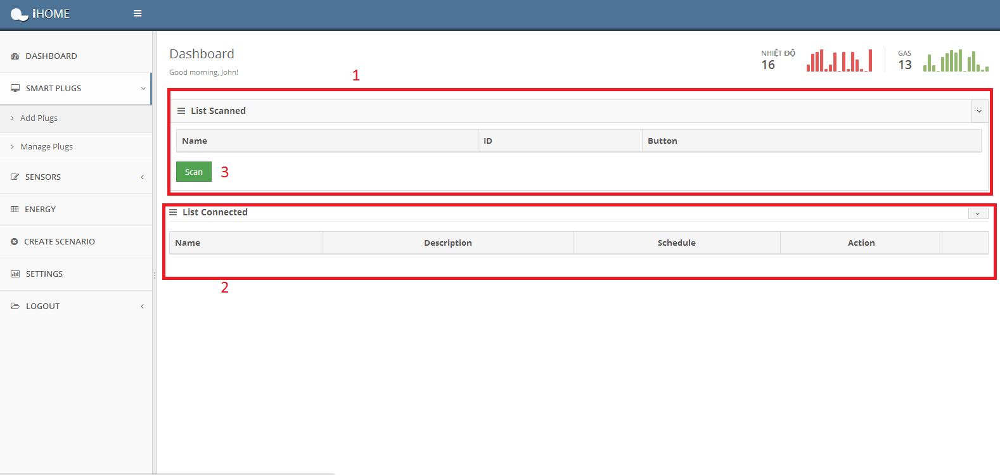 iHOME
DASHBOARD
SMART PLUGS
Add Plugs
Manage Plugs
SENSORS
ENERGY
CREATE SCENARIO
SETTINGS
LOGOUT
Dashboard
Good morning, John!
NHIỆT ĐỘ
16
GAS
13
1
List Scanned
Name ID Button
Scan 3
List Connected
Name Description Schedule Action
2